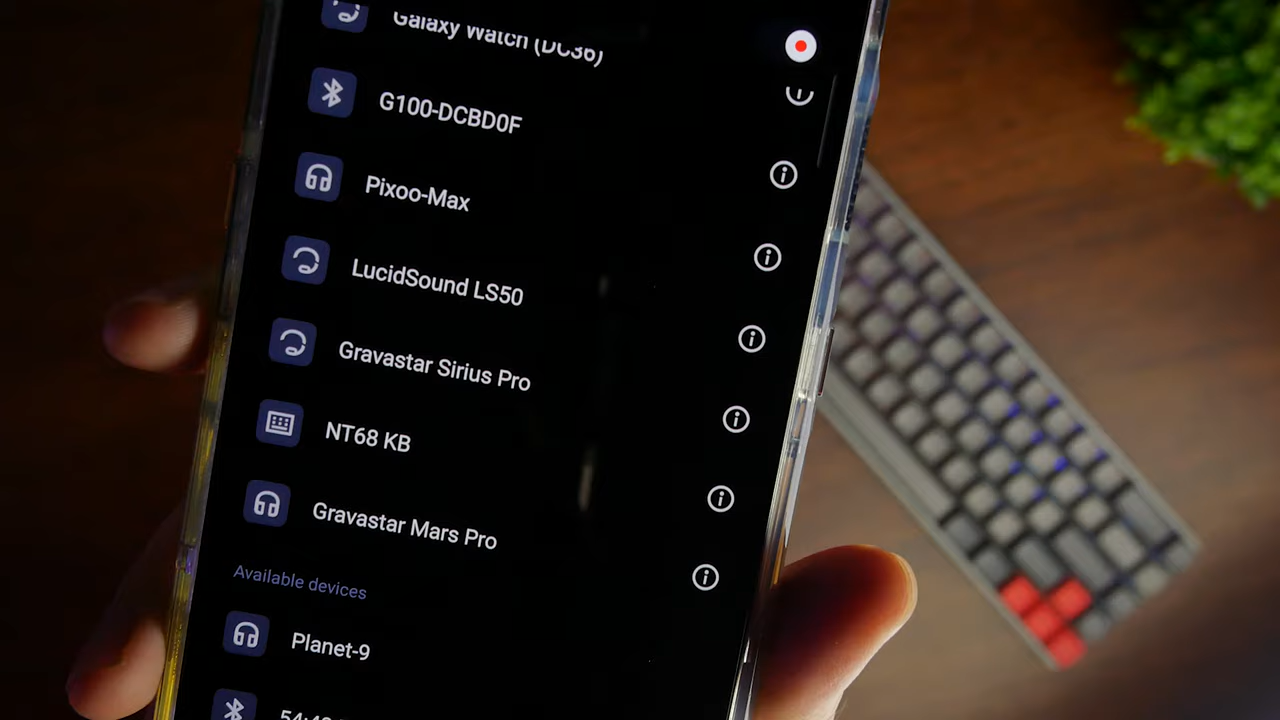 Galaxy Watch (DC36)
G100-DCBD0F
Pixoo-Max
LucidSound LS50
Gravastar Sirius Pro
NT68 KB
Gravastar Mars Pro
Available devices
Planet-9